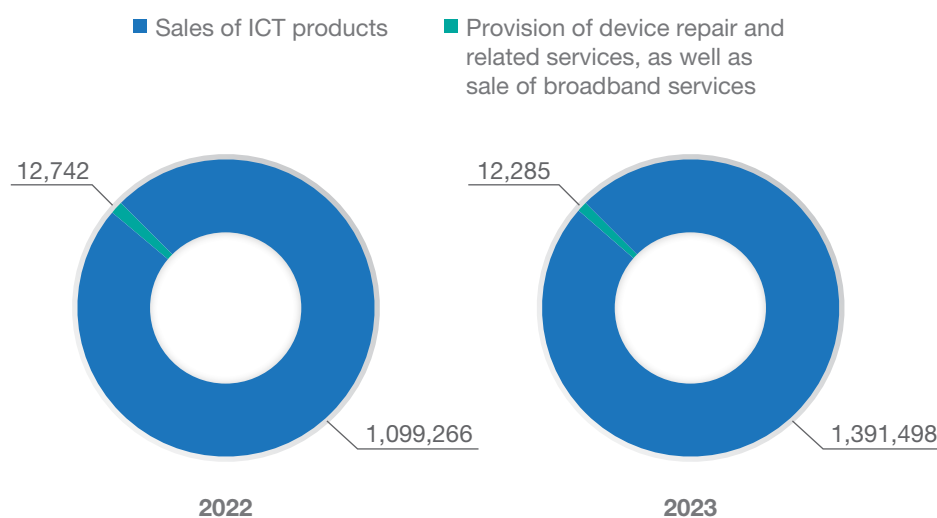 Sales of ICT products
Provision of device repair and
related services, as well as
sale of broadband services
12,742
1,099,266
2022
12,285
1,391,498
2023